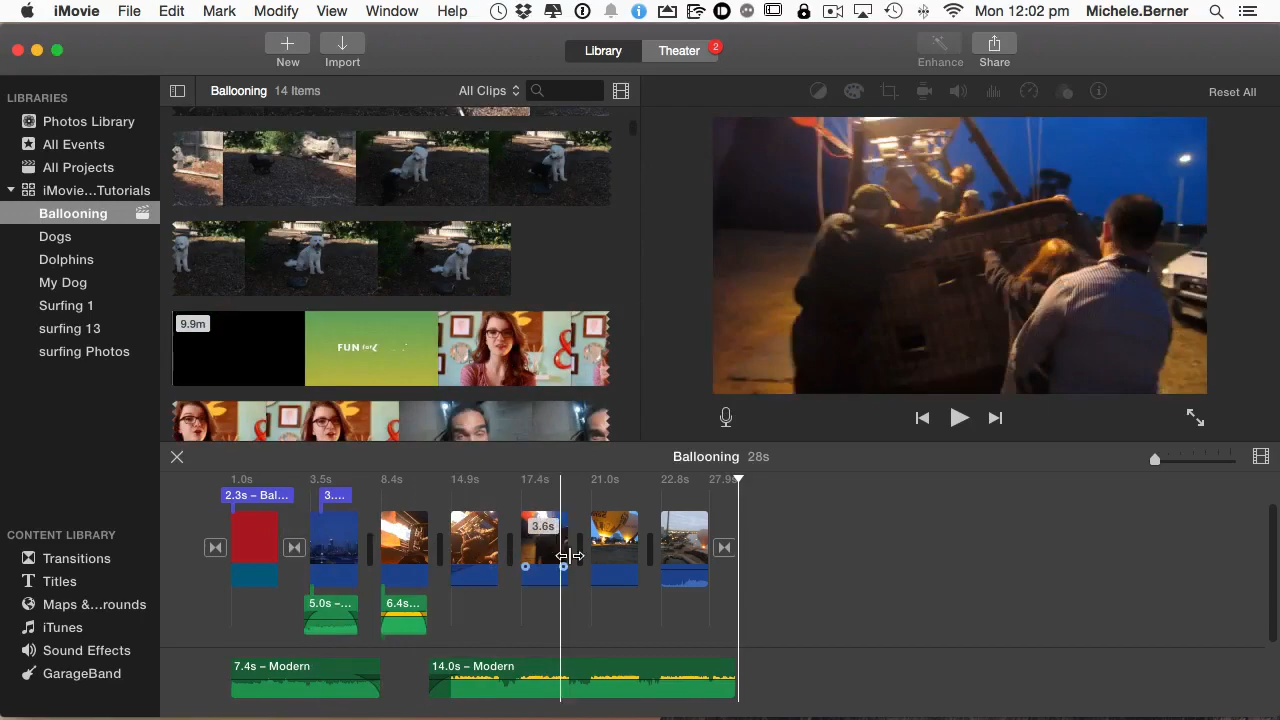 iMovie File Edit Mark Modify View Window Help Mon 12:02 pm Michele.Berner
New Import Library Theater 2 Enhance Share
LIBRARIES
Photos Library
All Events
All Projects
iMovie...Tutorials
Ballooning
Dogs
Dolphins
My Dog
Surfing 1
surfing 13
surfing Photos
CONTENT LIBRARY
Transitions
Titles
Maps &...rounds
iTunes
Sound Effects
GarageBand
Ballooning 14 Items All Clips
Reset All
9.9m
FUN for
&
Ballooning 28s
1.0s 3.5s 8.4s 14.9s 17.4s 21.0s 22.8s 27.9s
2.3s – Bal... 3....
3.6s
5.0s –... 6.4s...
7.4s – Modern 14.0s – Modern